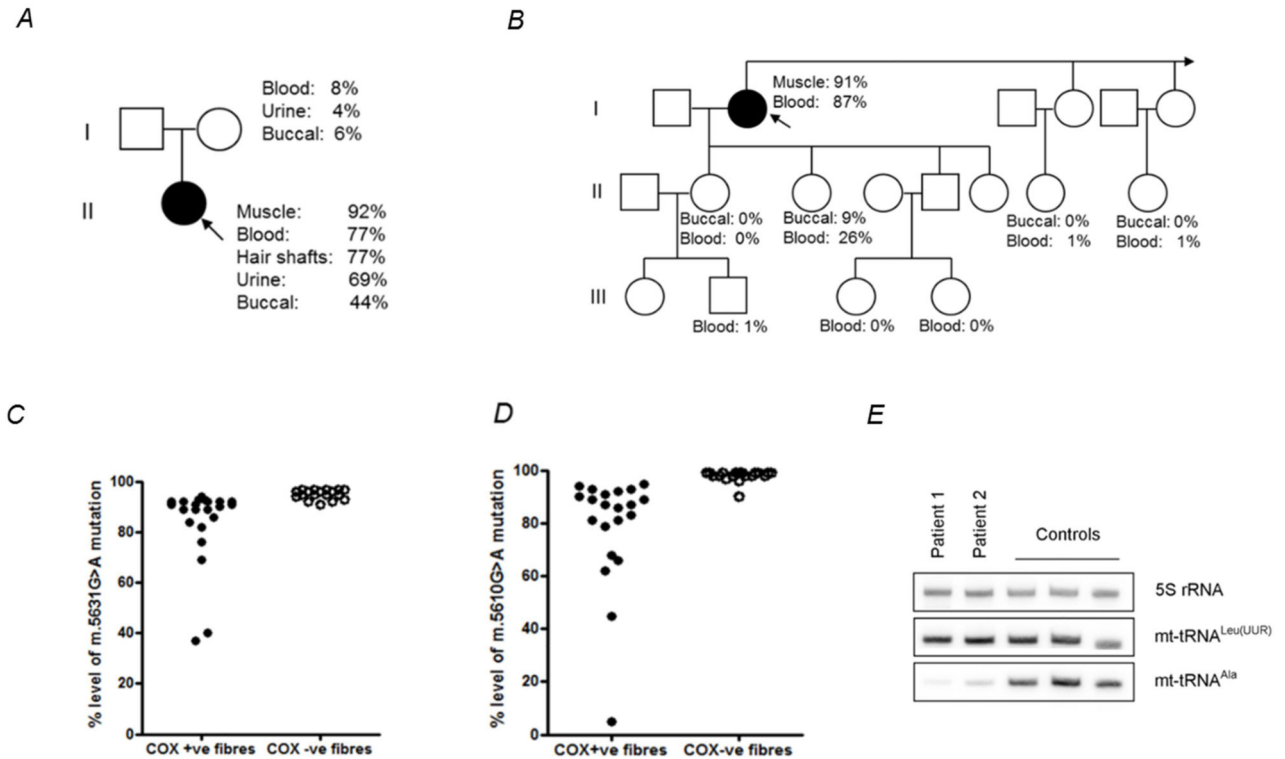 A
Blood: 8%
Urine: 4%
Buccal: 6%
I
II
Muscle: 92%
Blood: 77%
Hair shafts: 77%
Urine: 69%
Buccal: 44%
B
Muscle: 91%
Blood: 87%
I
II
Buccal: 0%
Blood: 0%
Buccal: 9%
Blood: 26%
Buccal: 0%
Blood: 1%
Buccal: 0%
Blood: 1%
III
Blood: 1%
Blood: 0%
Blood: 0%
C
% level of m.5631G>A mutation
100
80
60
40
20
0
COX +ve fibres
COX -ve fibres
D
% level of m.5610G>A mutation
100
80
60
40
20
0
COX+ve fibres
COX-ve fibres
E
Patient 1
Patient 2
Controls
5S rRNA
mt-tRNA^Leu(UUR)
mt-tRNA^Ala